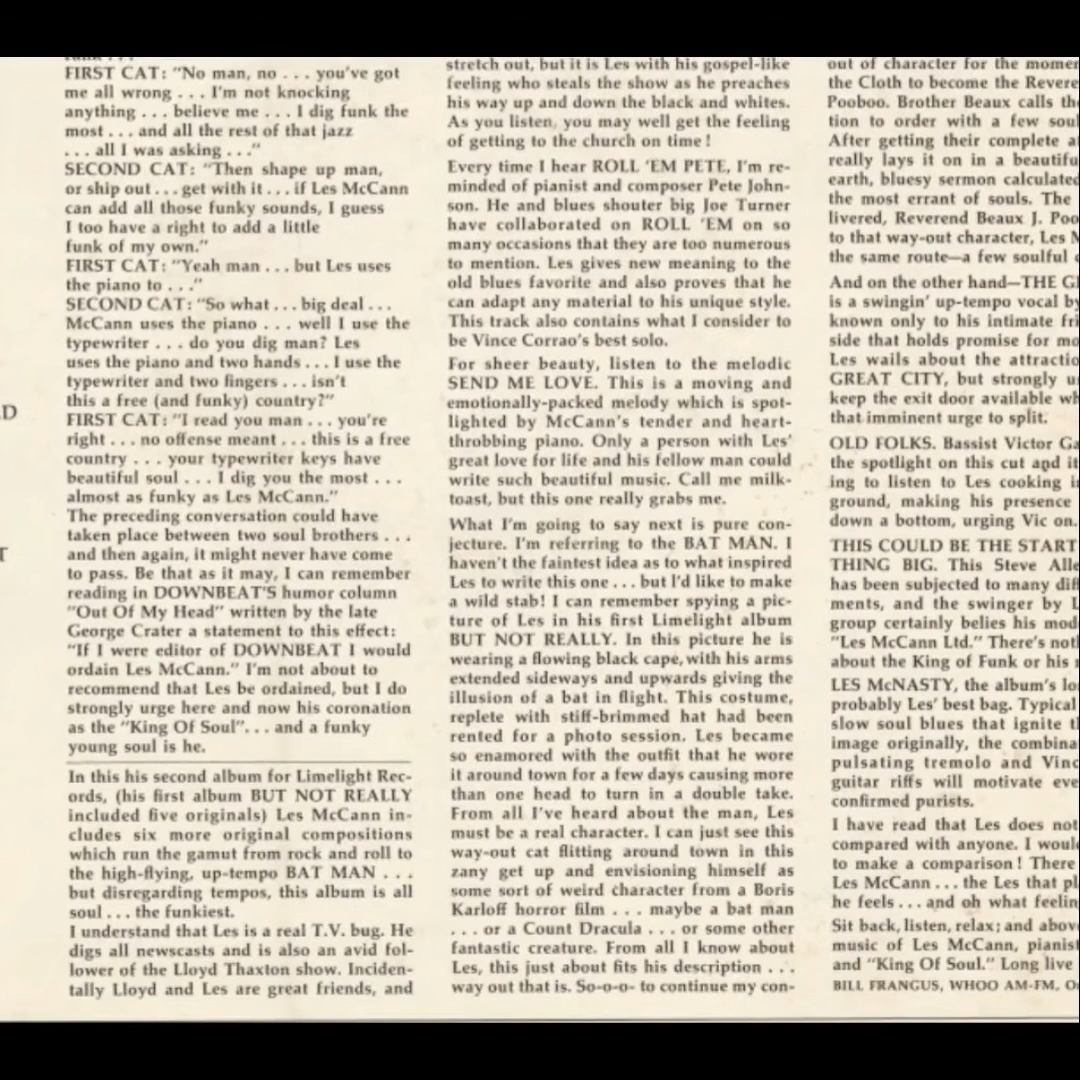 FIRST CAT: "No man, no . . . you've got
me all wrong . . . I'm not knocking
anything . . . believe me . . . I dig funk the
most . . . and all the rest of that jazz
. . . all I was asking . . ."
SECOND CAT: "Then shape up man,
or ship out . . . get with it . . . if Les McCann
can add all those funky sounds, I guess
I too have a right to add a little
funk of my own."
FIRST CAT: "Yeah man . . . but Les uses
the piano to . . ."
SECOND CAT: "So what . . . big deal . . .
McCann uses the piano . . . well I use the
typewriter . . . do you dig man? Les
uses the piano and two hands . . . I use the
typewriter and two fingers . . . isn't
this a free (and funky) country?"
FIRST CAT: "I read you man . . . you're
right . . . no offense meant . . . this is a free
country . . . your typewriter keys have
beautiful soul . . . I dig you the most . . .
almost as funky as Les McCann."
The preceding conversation could have
taken place between two soul brothers . . .
and then again, it might never have come
to pass. Be that as it may, I can remember
reading in DOWNBEAT'S humor column
"Out Of My Head" written by the late
George Crater a statement to this effect:
"If I were editor of DOWNBEAT I would
ordain Les McCann." I'm not about to
recommend that Les be ordained, but I do
strongly urge here and now his coronation
as the "King Of Soul". . . and a funky
young soul is he.
In this his second album for Limelight Rec-
ords, (his first album BUT NOT REALLY
included five originals) Les McCann in-
cludes six more original compositions
which run the gamut from rock and roll to
the high-flying, up-tempo BAT MAN . . .
but disregarding tempos, this album is all
soul . . . the funkiest.
I understand that Les is a real T.V. bug. He
digs all newscasts and is also an avid fol-
lower of the Lloyd Thaxton show. Inciden-
tally Lloyd and Les are great friends, and
stretch out, but it is Les with his gospel-like
feeling who steals the show as he preaches
his way up and down the black and whites.
As you listen, you may well get the feeling
of getting to the church on time!
Every time I hear ROLL 'EM PETE, I'm re-
minded of pianist and composer Pete John-
son. He and blues shouter big Joe Turner
have collaborated on ROLL 'EM on so
many occasions that they are too numerous
to mention. Les gives new meaning to the
old blues favorite and also proves that he
can adapt any material to his unique style.
This track also contains what I consider to
be Vince Corrao's best solo.
For sheer beauty, listen to the melodic
SEND ME LOVE. This is a moving and
emotionally-packed melody which is spot-
lighted by McCann's tender and heart-
throbbing piano. Only a person with Les'
great love for life and his fellow man could
write such beautiful music. Call me milk-
toast, but this one really grabs me.
What I'm going to say next is pure con-
jecture. I'm referring to the BAT MAN. I
haven't the faintest idea as to what inspired
Les to write this one . . . but I'd like to make
a wild stab! I can remember spying a pic-
ture of Les in his first Limelight album
BUT NOT REALLY. In this picture he is
wearing a flowing black cape, with his arms
extended sideways and upwards giving the
illusion of a bat in flight. This costume,
replete with stiff-brimmed hat had been
rented for a photo session. Les became
so enamored with the outfit that he wore
it around town for a few days causing more
than one head to turn in a double take.
From all I've heard about the man, Les
must be a real character. I can just see this
way-out cat flitting around town in this
zany get up and envisioning himself as
some sort of weird character from a Boris
Karloff horror film . . . maybe a bat man
. . . or a Count Dracula . . . or some other
fantastic creature. From all I know about
Les, this just about fits his description . . .
way out that is. So-o-o- to continue my con-
out of character for the
the Cloth to become the
Pooboo. Brother Beaux calls
tion to order with a few
After getting their complete
really lays it on in a
earth, bluesy sermon
the most errant of souls. The
livered, Reverend Beaux J.
to that way-out character, Les
the same route—a few soulful
And on the other hand—THE
is a swingin' up-tempo vocal by
known only to his intimate
side that holds promise for
Les wails about the
GREAT CITY, but strongly
keep the exit door available
that imminent urge to split.
OLD FOLKS. Bassist Victor
the spotlight on this cut and
ing to listen to Les cooking
ground, making his presence
down a bottom, urging Vic on.
THIS COULD BE THE START
THING BIG. This Steve
has been subjected to many
ments, and the swinger by
group certainly belies his
"Les McCann Ltd." There's
about the King of Funk or his
LES McNASTY, the album's
probably Les' best bag. Typical
slow soul blues that ignite
image originally, the
pulsating tremolo and
guitar riffs will motivate
confirmed purists.
I have read that Les does not
compared with anyone. I
to make a comparison! There
Les McCann . . . the Les that
he feels . . . and oh what
Sit back, listen, relax; and
music of Les McCann,
and "King Of Soul." Long live
BILL FRANGUS, WHOO AM-FM,